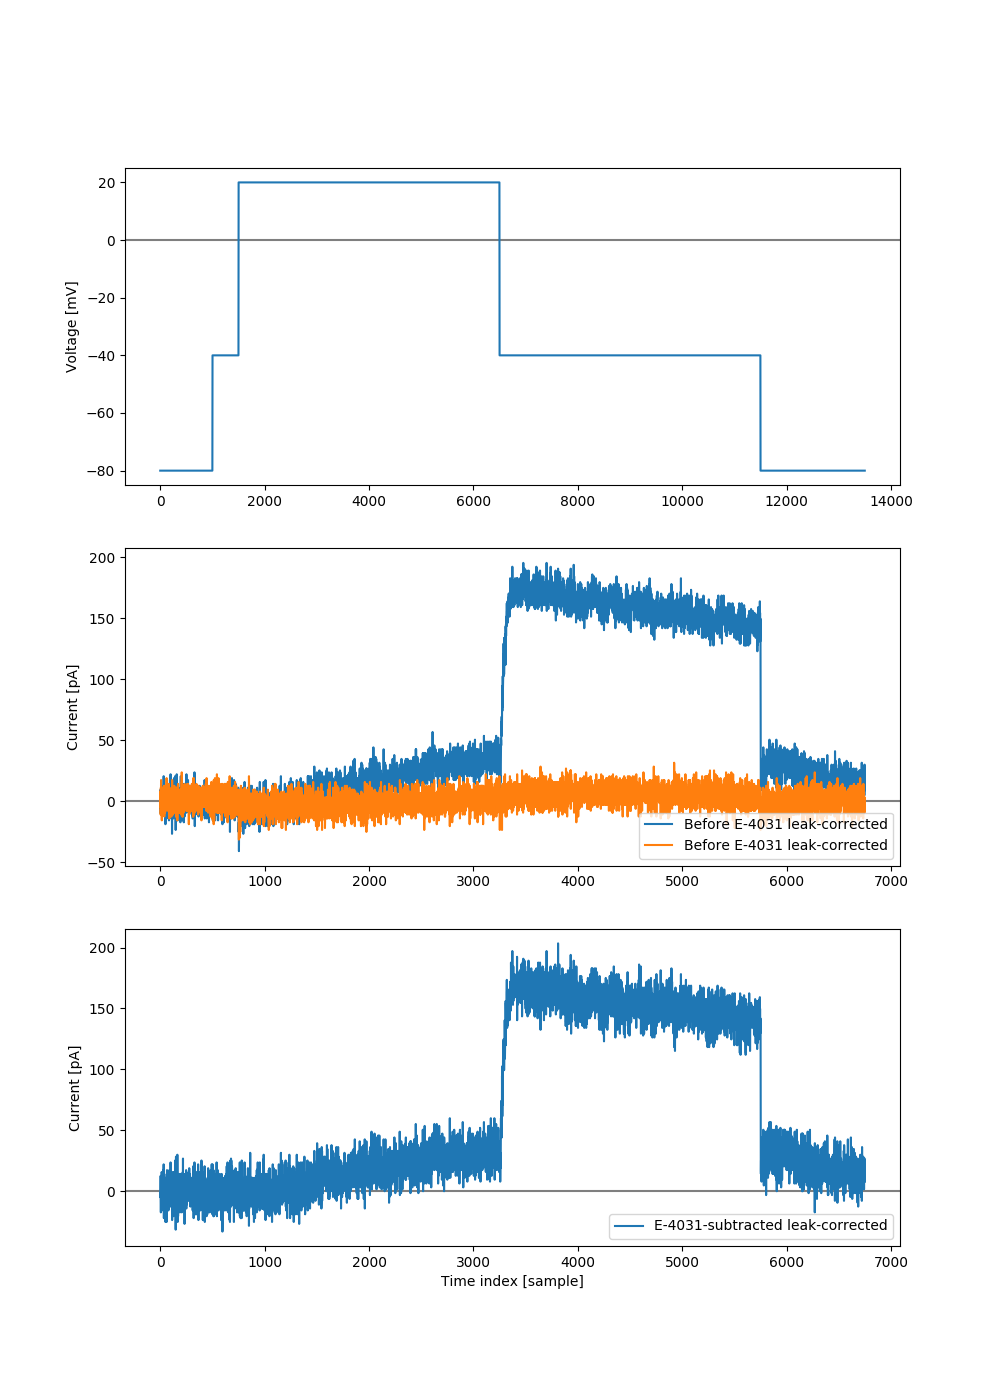 20
0
−20
−40
−60
−80
Voltage [mV]
0 2000 4000 6000 8000 10000 12000 14000
200
150
100
50
0
−50
Current [pA]
Before E-4031 leak-corrected
Before E-4031 leak-corrected
0 1000 2000 3000 4000 5000 6000 7000
200
150
100
50
0
Current [pA]
E-4031-subtracted leak-corrected
0 1000 2000 3000 4000 5000 6000 7000
Time index [sample]